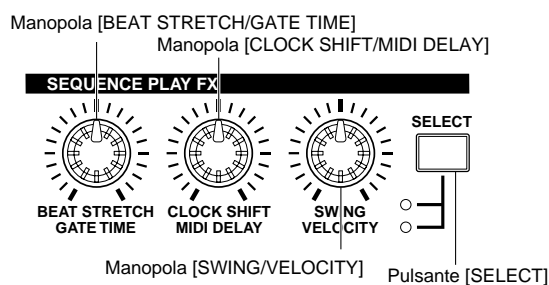 Manopola [BEAT STRETCH/GATE TIME]
Manopola [CLOCK SHIFT/MIDI DELAY]
SEQUENCE PLAY FX
SELECT
BEAT STRETCH
GATE TIME
CLOCK SHIFT
MIDI DELAY
SWING
VELOCITY
Manopola [SWING/VELOCITY]
Pulsante [SELECT]